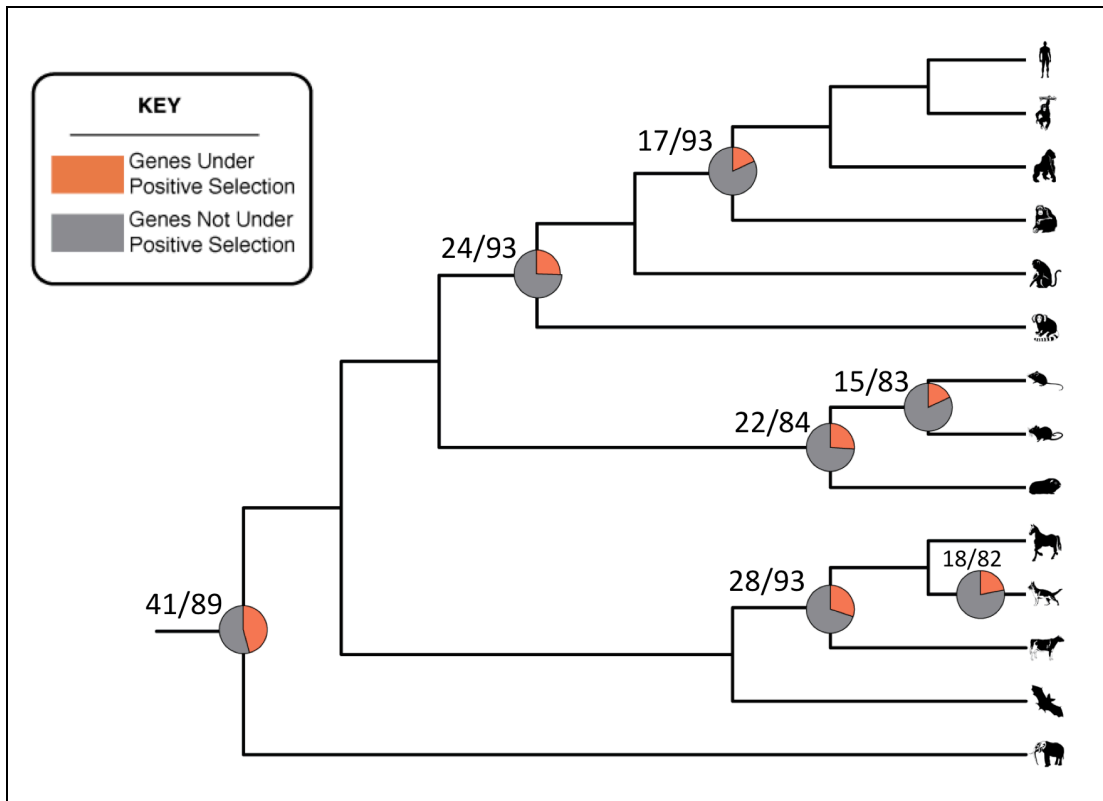 KEY
Genes Under
Positive Selection
Genes Not Under
Positive Selection
17/93
24/93
15/83
22/84
18/82
28/93
41/89